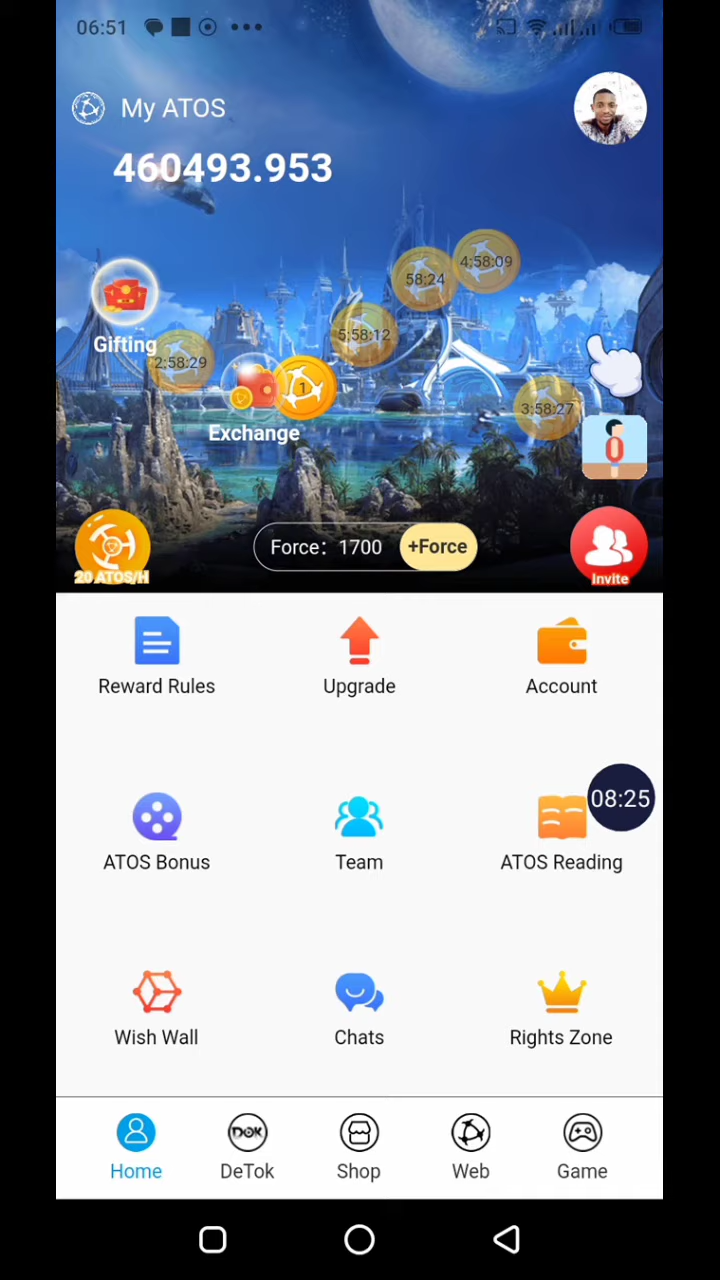 06:51
My ATOS
460493.953
4:58:09
58:24
Gifting
5:58:12
2:58:29
1
Exchange
3:58:27
20 ATOS/H
Force: 1700
+Force
Invite
Reward Rules
Upgrade
Account
08:25
ATOS Bonus
Team
ATOS Reading
Wish Wall
Chats
Rights Zone
DOK
Home
DeTok
Shop
Web
Game